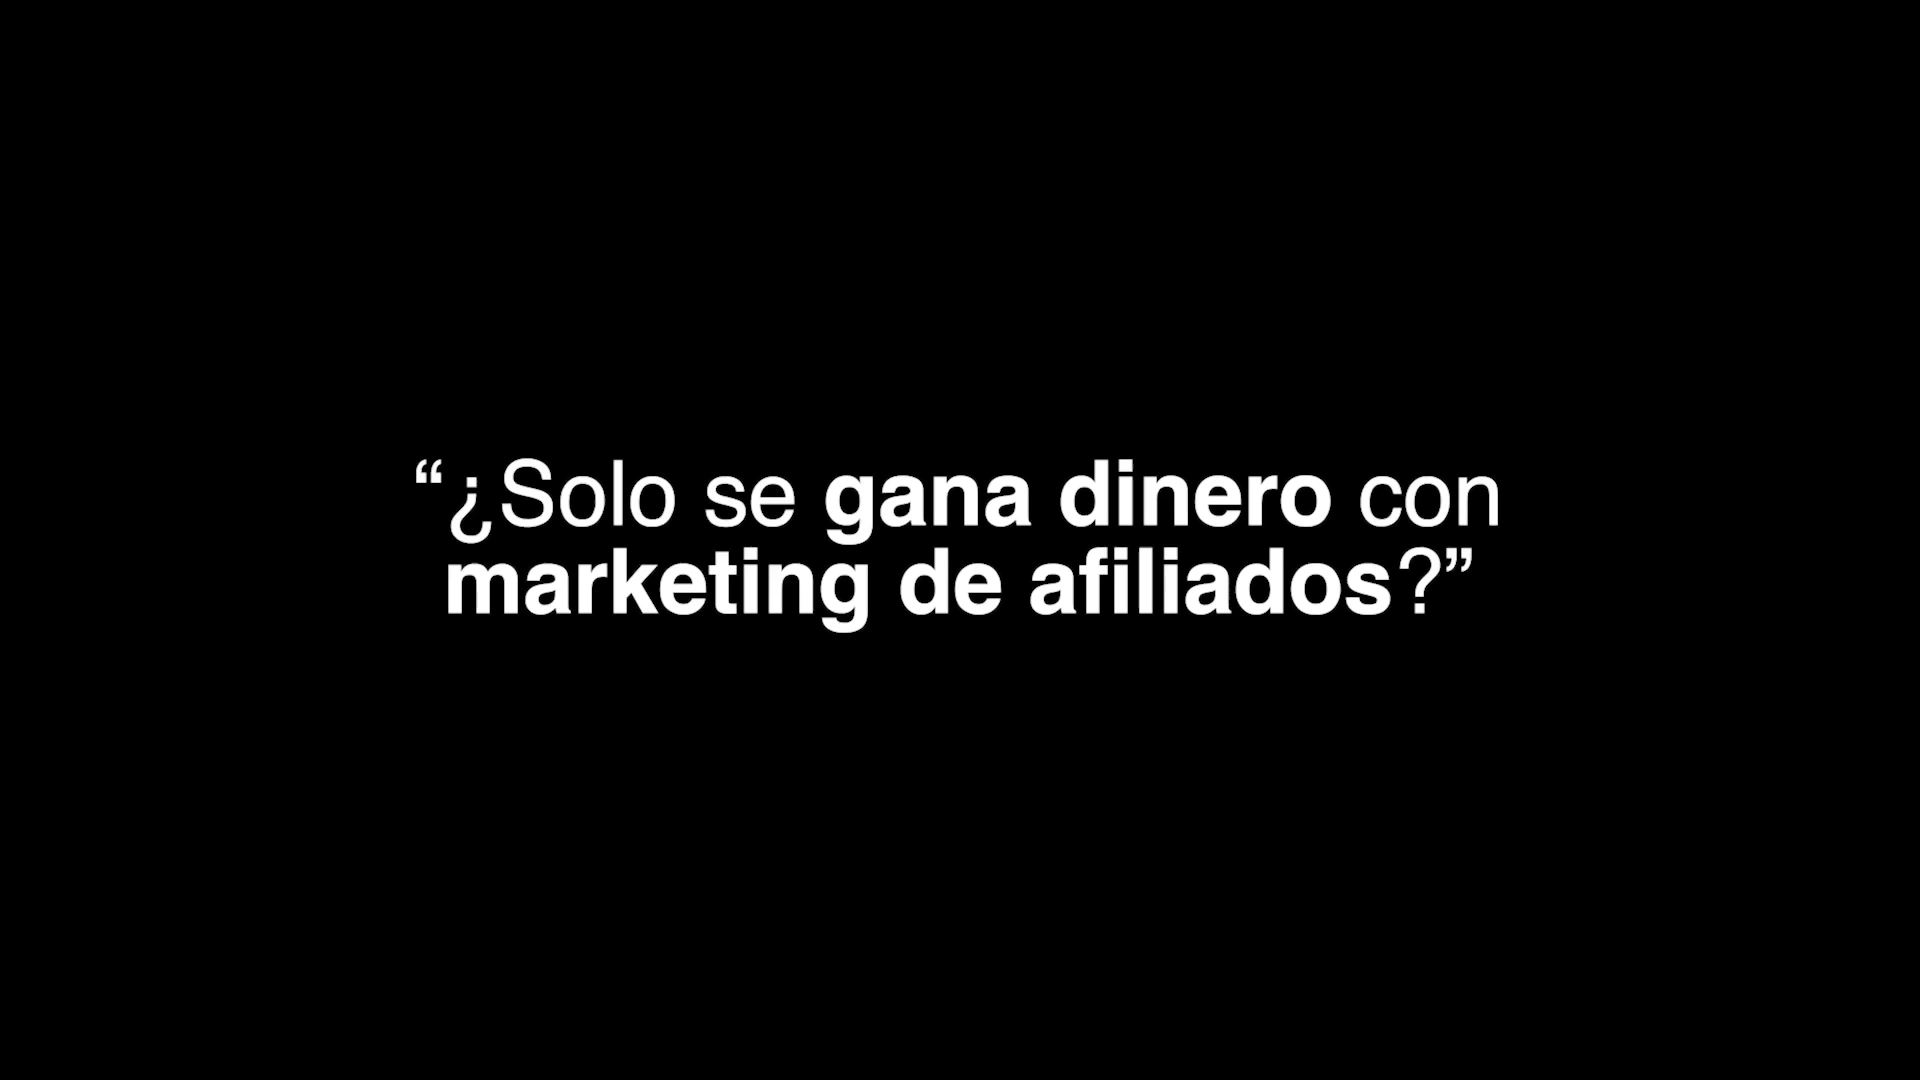 “¿Solo se gana dinero con
marketing de afiliados?”